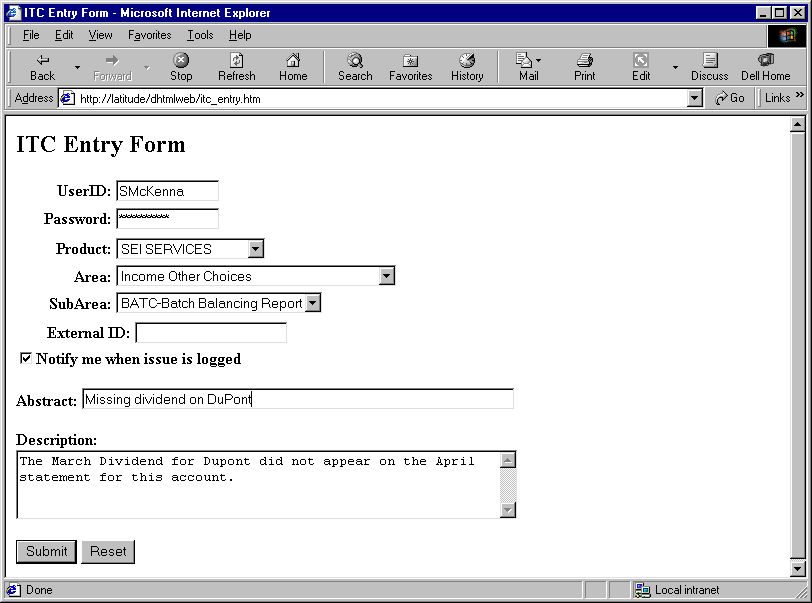 ITC Entry Form - Microsoft Internet Explorer
File Edit View Favorites Tools Help
Back Forward Stop Refresh Home Search Favorites History Mail Print Edit Discuss Dell Home
Address http://latitude/dhtmlweb/itc_entry.htm Go Links »
ITC Entry Form
UserID: SMcKenna
Password: ***********
Product: SEI SERVICES
Area: Income Other Choices
SubArea: BATC-Batch Balancing Report
External ID:
Notify me when issue is logged
Abstract: Missing dividend on DuPont
Description:
The March Dividend for Dupont did not appear on the April
statement for this account.
Submit Reset
Done Local intranet